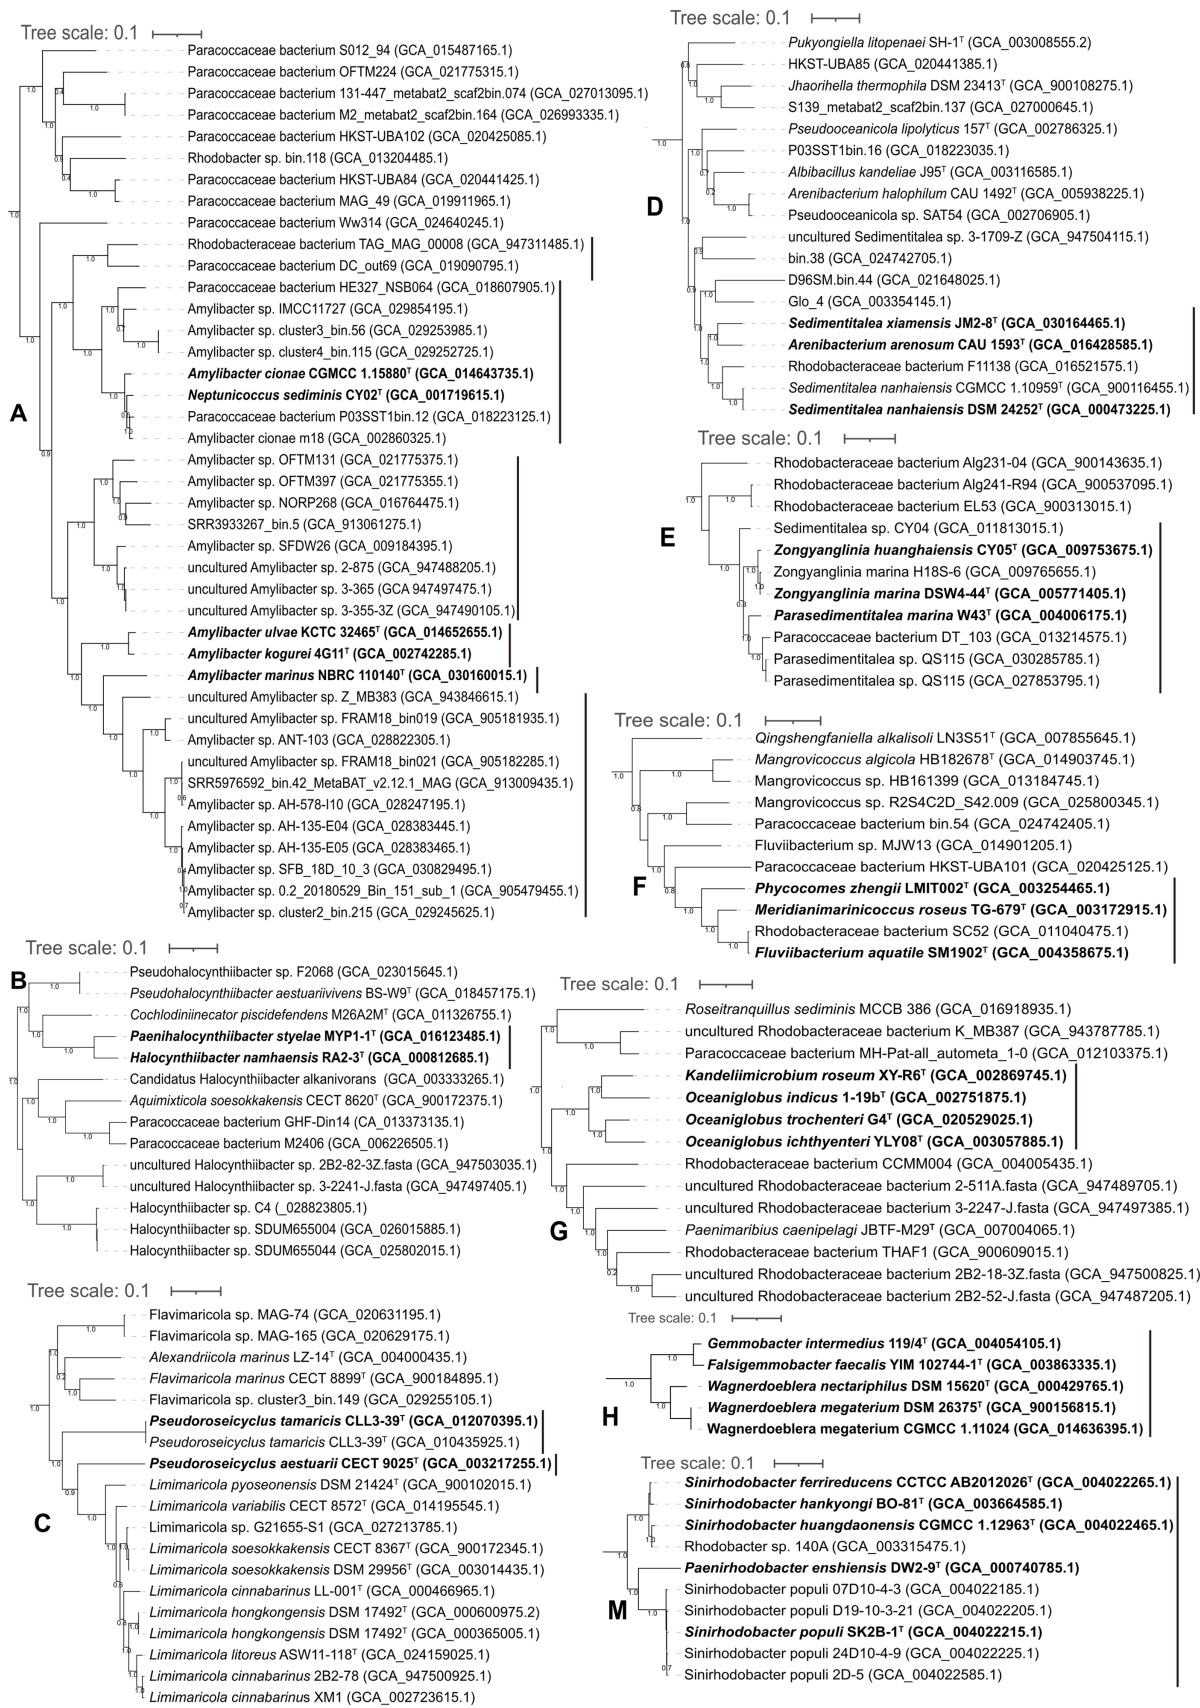 Tree scale: 0.1
Paracoccaceae bacterium S012_94 (GCA_015487165.1)
Paracoccaceae bacterium OFTM224 (GCA_021775315.1)
Paracoccaceae bacterium 131-447_metabat2_scaf2bin.074 (GCA_027013095.1)
Paracoccaceae bacterium M2_metabat2_scaf2bin.164 (GCA_026993335.1)
Paracoccaceae bacterium HKST-UBA102 (GCA_020425085.1)
Rhodobacter sp. bin.118 (GCA_013204485.1)
Paracoccaceae bacterium HKST-UBA84 (GCA_020441425.1)
Paracoccaceae bacterium MAG_49 (GCA_019911965.1)
Paracoccaceae bacterium Ww314 (GCA_024640245.1)
Rhodobacteraceae bacterium TAG_MAG_00008 (GCA_947311485.1)
Paracoccaceae bacterium DC_out69 (GCA_019090795.1)
Paracoccaceae bacterium HE327_NSB064 (GCA_018607905.1)
Amylibacter sp. IMCC11727 (GCA_029854195.1)
Amylibacter sp. cluster3_bin.56 (GCA_029253985.1)
Amylibacter sp. cluster4_bin.115 (GCA_029252725.1)
Amylibacter cionae CGMCC 1.15880ᵀ (GCA_014643735.1)
Neptunicoccus sediminis CY02ᵀ (GCA_001719615.1)
A
Paracoccaceae bacterium P03SST1bin.12 (GCA_018223125.1)
Amylibacter cionae m18 (GCA_002860325.1)
Amylibacter sp. OFTM131 (GCA_021775375.1)
Amylibacter sp. OFTM397 (GCA_021775355.1)
Amylibacter sp. NORP268 (GCA_016764475.1)
SRR3933267_bin.5 (GCA_913061275.1)
Amylibacter sp. SFDW26 (GCA_009184395.1)
uncultured Amylibacter sp. 2-875 (GCA_947488205.1)
uncultured Amylibacter sp. 3-365 (GCA 947497475.1)
uncultured Amylibacter sp. 3-355-3Z (GCA_947490105.1)
Amylibacter ulvae KCTC 32465ᵀ (GCA_014652655.1)
Amylibacter kogurei 4G11ᵀ (GCA_002742285.1)
Amylibacter marinus NBRC 110140ᵀ (GCA_030160015.1)
uncultured Amylibacter sp. Z_MB383 (GCA_943846615.1)
uncultured Amylibacter sp. FRAM18_bin019 (GCA_905181935.1)
Amylibacter sp. ANT-103 (GCA_028822305.1)
uncultured Amylibacter sp. FRAM18_bin021 (GCA_905182285.1)
SRR5976592_bin.42_MetaBAT_v2.12.1_MAG (GCA_913009435.1)
Amylibacter sp. AH-578-I10 (GCA_028247195.1)
Amylibacter sp. AH-135-E04 (GCA_028383445.1)
Amylibacter sp. AH-135-E05 (GCA_028383465.1)
Amylibacter sp. SFB_18D_10_3 (GCA_030829495.1)
Amylibacter sp. 0.2_20180529_Bin_151_sub_1 (GCA_905479455.1)
Amylibacter sp. cluster2_bin.215 (GCA_029245625.1)
Tree scale: 0.1
B
Pseudohalocynthiibacter sp. F2068 (GCA_023015645.1)
Pseudohalocynthiibacter aestuariivivens BS-W9ᵀ (GCA_018457175.1)
Cochlodiniinecator piscidefendens M26A2Mᵀ (GCA_011326755.1)
Paenihalocynthiibacter styelae MYP1-1ᵀ (GCA_016123485.1)
Halocynthiibacter namhaensis RA2-3ᵀ (GCA_000812685.1)
Candidatus Halocynthiibacter alkanivorans (GCA_003333265.1)
Aquimixticola soesokkakensis CECT 8620ᵀ (GCA_900172375.1)
Paracoccaceae bacterium GHF-Din14 (CA_013373135.1)
Paracoccaceae bacterium M2406 (GCA_006226505.1)
uncultured Halocynthiibacter sp. 2B2-82-3Z.fasta (GCA_947503035.1)
uncultured Halocynthiibacter sp. 3-2241-J.fasta (GCA_947497405.1)
Halocynthiibacter sp. C4 (_028823805.1)
Halocynthiibacter sp. SDUM655004 (GCA_026015885.1)
Halocynthiibacter sp. SDUM655044 (GCA_025802015.1)
Tree scale: 0.1
Flavimaricola sp. MAG-74 (GCA_020631195.1)
Flavimaricola sp. MAG-165 (GCA_020629175.1)
Alexandriicola marinus LZ-14ᵀ (GCA_004000435.1)
Flavimaricola marinus CECT 8899ᵀ (GCA_900184895.1)
Flavimaricola sp. cluster3_bin.149 (GCA_029255105.1)
Pseudoroseicyclus tamaricis CLL3-39ᵀ (GCA_012070395.1)
Pseudoroseicyclus tamaricis CLL3-39ᵀ (GCA_010435925.1)
Pseudoroseicyclus aestuarii CECT 9025ᵀ (GCA_003217255.1)
Limimaricola pyoseonensis DSM 21424ᵀ (GCA_900102015.1)
Limimaricola variabilis CECT 8572ᵀ (GCA_014195545.1)
C
Limimaricola sp. G21655-S1 (GCA_027213785.1)
Limimaricola soesokkakensis CECT 8367ᵀ (GCA_900172345.1)
Limimaricola soesokkakensis DSM 29956ᵀ (GCA_003014435.1)
Limimaricola cinnabarinus LL-001ᵀ (GCA_000466965.1)
Limimaricola hongkongensis DSM 17492ᵀ (GCA_000600975.2)
Limimaricola hongkongensis DSM 17492ᵀ (GCA_000365005.1)
Limimaricola litoreus ASW11-118ᵀ (GCA_024159025.1)
Limimaricola cinnabarinus 2B2-78 (GCA_947500925.1)
Limimaricola cinnabarinus XM1 (GCA_002723615.1)
Tree scale: 0.1
Pukyongiella litopenaei SH-1ᵀ (GCA_003008555.2)
HKST-UBA85 (GCA_020441385.1)
Jhaorihella thermophila DSM 23413ᵀ (GCA_900108275.1)
S139_metabat2_scaf2bin.137 (GCA_027000645.1)
Pseudooceanicola lipolyticus 157ᵀ (GCA_002786325.1)
P03SST1bin.16 (GCA_018223035.1)
Albibacillus kandeliae J95ᵀ (GCA_003116585.1)
Arenibacterium halophilum CAU 1492ᵀ (GCA_005938225.1)
D
Pseudooceanicola sp. SAT54 (GCA_002706905.1)
uncultured Sedimentitalea sp. 3-1709-Z (GCA_947504115.1)
bin.38 (GCA_024742705.1)
D96SM.bin.44 (GCA_021648025.1)
Glo_4 (GCA_003354145.1)
Sedimentitalea xiamensis JM2-8ᵀ (GCA_030164465.1)
Arenibacterium arenosum CAU 1593ᵀ (GCA_016428585.1)
Rhodobacteraceae bacterium F11138 (GCA_016521575.1)
Sedimentitalea nanhaiensis CGMCC 1.10959ᵀ (GCA_900116455.1)
Sedimentitalea nanhaiensis DSM 24252ᵀ (GCA_000473225.1)
Tree scale: 0.1
Rhodobacteraceae bacterium Alg231-04 (GCA_900143635.1)
Rhodobacteraceae bacterium Alg241-R94 (GCA_900537095.1)
Rhodobacteraceae bacterium EL53 (GCA_900313015.1)
Sedimentitalea sp. CY04 (GCA_011813015.1)
E
Zongyanglinia huanghaiensis CY05ᵀ (GCA_009753675.1)
Zongyanglinia marina H18S-6 (GCA_009765655.1)
Zongyanglinia marina DSW4-44ᵀ (GCA_005771405.1)
Parasedimentitalea marina W43ᵀ (GCA_004006175.1)
Paracoccaceae bacterium DT_103 (GCA_013214575.1)
Parasedimentitalea sp. QS115 (GCA_030285785.1)
Parasedimentitalea sp. QS115 (GCA_027853795.1)
Tree scale: 0.1
Qingshengfaniella alkalisoli LN3S51ᵀ (GCA_007855645.1)
Mangrovicoccus algicola HB182678ᵀ (GCA_014903745.1)
Mangrovicoccus sp. HB161399 (GCA_013184745.1)
Mangrovicoccus sp. R2S4C2D_S42.009 (GCA_025800345.1)
Paracoccaceae bacterium bin.54 (GCA_024742405.1)
Fluviibacterium sp. MJW13 (GCA_014901205.1)
Paracoccaceae bacterium HKST-UBA101 (GCA_020425125.1)
F
Phycocomes zhengii LMIT002ᵀ (GCA_003254465.1)
Meridianimarinicoccus roseus TG-679ᵀ (GCA_003172915.1)
Rhodobacteraceae bacterium SC52 (GCA_011040475.1)
Fluviibacterium aquatile SM1902ᵀ (GCA_004358675.1)
Tree scale: 0.1
Roseitranquillus sediminis MCCB 386 (GCA_016918935.1)
uncultured Rhodobacteraceae bacterium K_MB387 (GCA_943787785.1)
Paracoccaceae bacterium MH-Pat-all_autometa_1-0 (GCA_012103375.1)
Kandeliimicrobium roseum XY-R6ᵀ (GCA_002869745.1)
Oceaniglobus indicus 1-19bᵀ (GCA_002751875.1)
Oceaniglobus trochenteri G4ᵀ (GCA_020529025.1)
Oceaniglobus ichthyenteri YLY08ᵀ (GCA_003057885.1)
Rhodobacteraceae bacterium CCMM004 (GCA_004005435.1)
uncultured Rhodobacteraceae bacterium 2-511A.fasta (GCA_947489705.1)
uncultured Rhodobacteraceae bacterium 3-2247-J.fasta (GCA_947497385.1)
G
Paenimaribius caenipelagi JBTF-M29ᵀ (GCA_007004065.1)
Rhodobacteraceae bacterium THAF1 (GCA_900609015.1)
uncultured Rhodobacteraceae bacterium 2B2-18-3Z.fasta (GCA_947500825.1)
uncultured Rhodobacteraceae bacterium 2B2-52-J.fasta (GCA_947487205.1)
Tree scale: 0.1
Gemmobacter intermedius 119/4ᵀ (GCA_004054105.1)
Falsigemmobacter faecalis YIM 102744-1ᵀ (GCA_003863335.1)
Wagnerdoeblera nectariphilus DSM 15620ᵀ (GCA_000429765.1)
H
Wagnerdoeblera megaterium DSM 26375ᵀ (GCA_900156815.1)
Wagnerdoeblera megaterium CGMCC 1.11024 (GCA_014636395.1)
Tree scale: 0.1
Sinirhodobacter ferrireducens CCTCC AB2012026ᵀ (GCA_004022265.1)
Sinirhodobacter hankyongi BO-81ᵀ (GCA_003664585.1)
Sinirhodobacter huangdaonensis CGMCC 1.12963ᵀ (GCA_004022465.1)
Rhodobacter sp. 140A (GCA_003315475.1)
Paenirhodobacter enshiensis DW2-9ᵀ (GCA_000740785.1)
Sinirhodobacter populi 07D10-4-3 (GCA_004022185.1)
M
Sinirhodobacter populi D19-10-3-21 (GCA_004022205.1)
Sinirhodobacter populi SK2B-1ᵀ (GCA_004022215.1)
Sinirhodobacter populi 24D10-4-9 (GCA_004022225.1)
Sinirhodobacter populi 2D-5 (GCA_004022585.1)